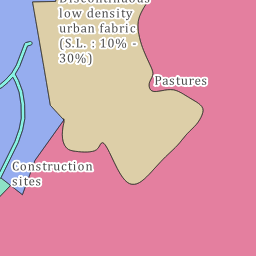 Discontinuous
low density
urban fabric
(S.L. : 10% -
30%)
Pastures
Construction
sites